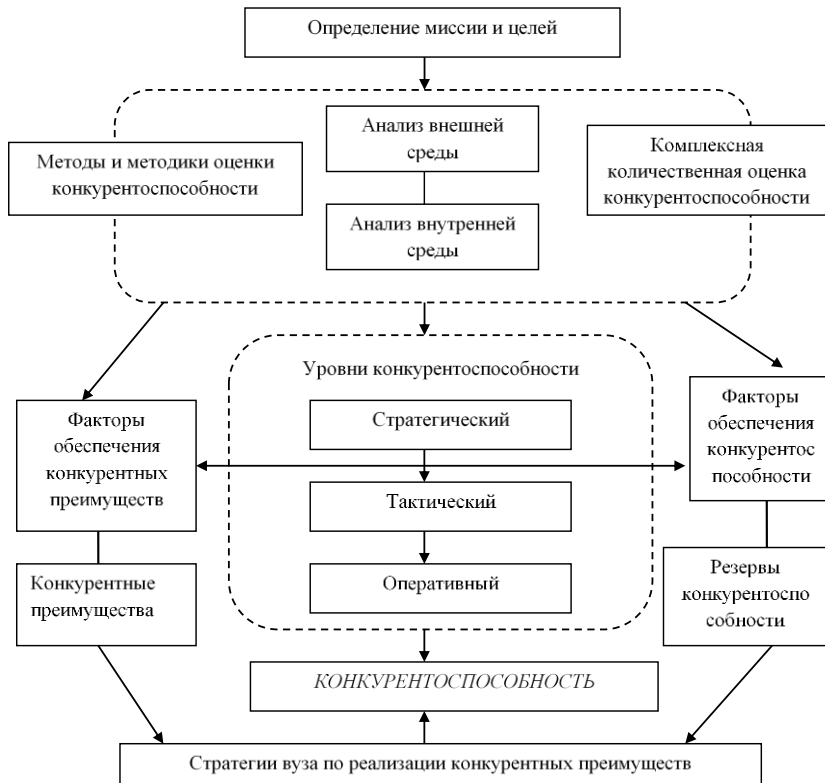 Определение миссии и целей
Анализ внешней
среды
Методы и методики оценки
конкурентоспособности
Комплексная
количественная оценка
конкурентоспособности
Анализ внутренней
среды
Уровни конкурентоспособности
Факторы
обеспечения
конкурентных
преимуществ
Стратегический
Тактический
Оперативный
Факторы
обеспечения
конкурентос
пособности
Конкурентные
преимущества
Резервы
конкурентоспо
собности
КОНКУРЕНТОСПОСОБНОСТЬ
Стратегии вуза по реализации конкурентных преимуществ